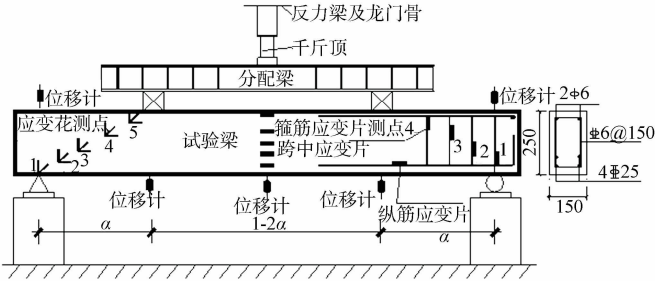 反力梁及龙门骨
千斤顶
分配梁
位移计
位移计
2ϕ6
应变花测点
5
4
3
2
1
试验梁
箍筋应变片测点4
3
2
1
跨中应变片
250
⏀6@150
4⏀25
150
位移计
位移计
位移计
纵筋应变片
α
1-2α
α